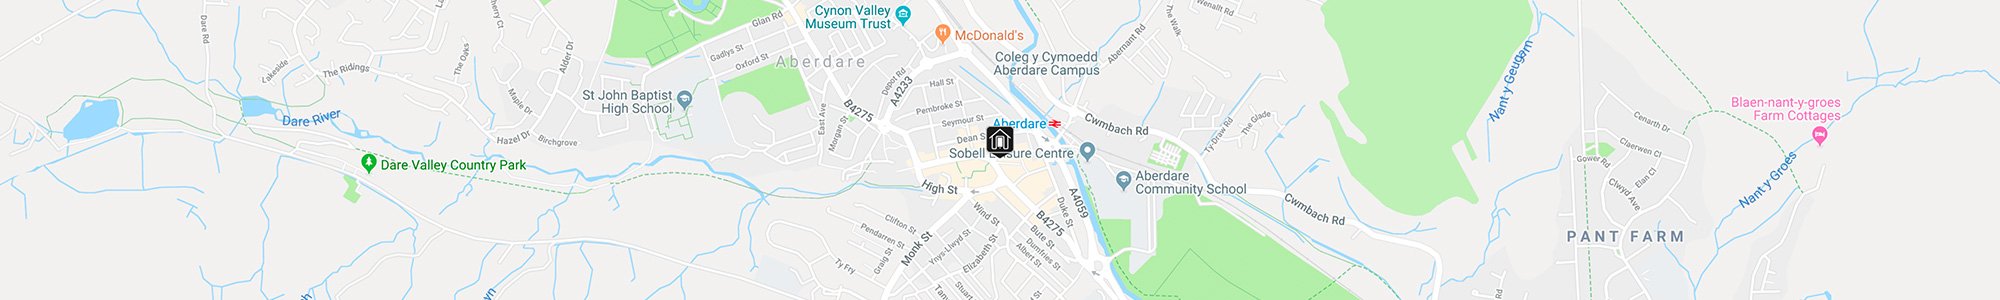 Dare Rd
Cherry Ct
Lakeside
The Ridings
The Oaks
Alder Dr
Maple Dr
Hazel Dr
Birchgrove
Dare River
Dare Valley Country Park
St John Baptist
High School
Gadlys St
Oxford St
Glan Rd
Aberdare
Cynon Valley
Museum Trust
McDonald's
B4275
East Ave
Morgan St
Depot Rd
A4233
Hall St
Pembroke St
Seymour St
Dean St
Aberdare
Sobell Leisure Centre
High St
Coleg y Cymoedd
Aberdare Campus
The Walk
Wenallt Rd
Abernant Rd
Cwmbach Rd
Ty-Draw Rd
The Glade
Aberdare
Community School
Cwmbach Rd
A4059
Duke St
B4275
Wind St
Bute St
Dumfries St
Albert St
Elizabeth St
Ynys-Llwyd St
Monk St
Clifton St
Pendarren St
Graig St
Ty Fry
Nant y Geugarn
Blaen-nant-y-groes
Farm Cottages
Nant y Groes
Cenarth Dr
Claerwen Cl
Gower Rd
Elan Cl
Clwyd Ave
PANT FARM